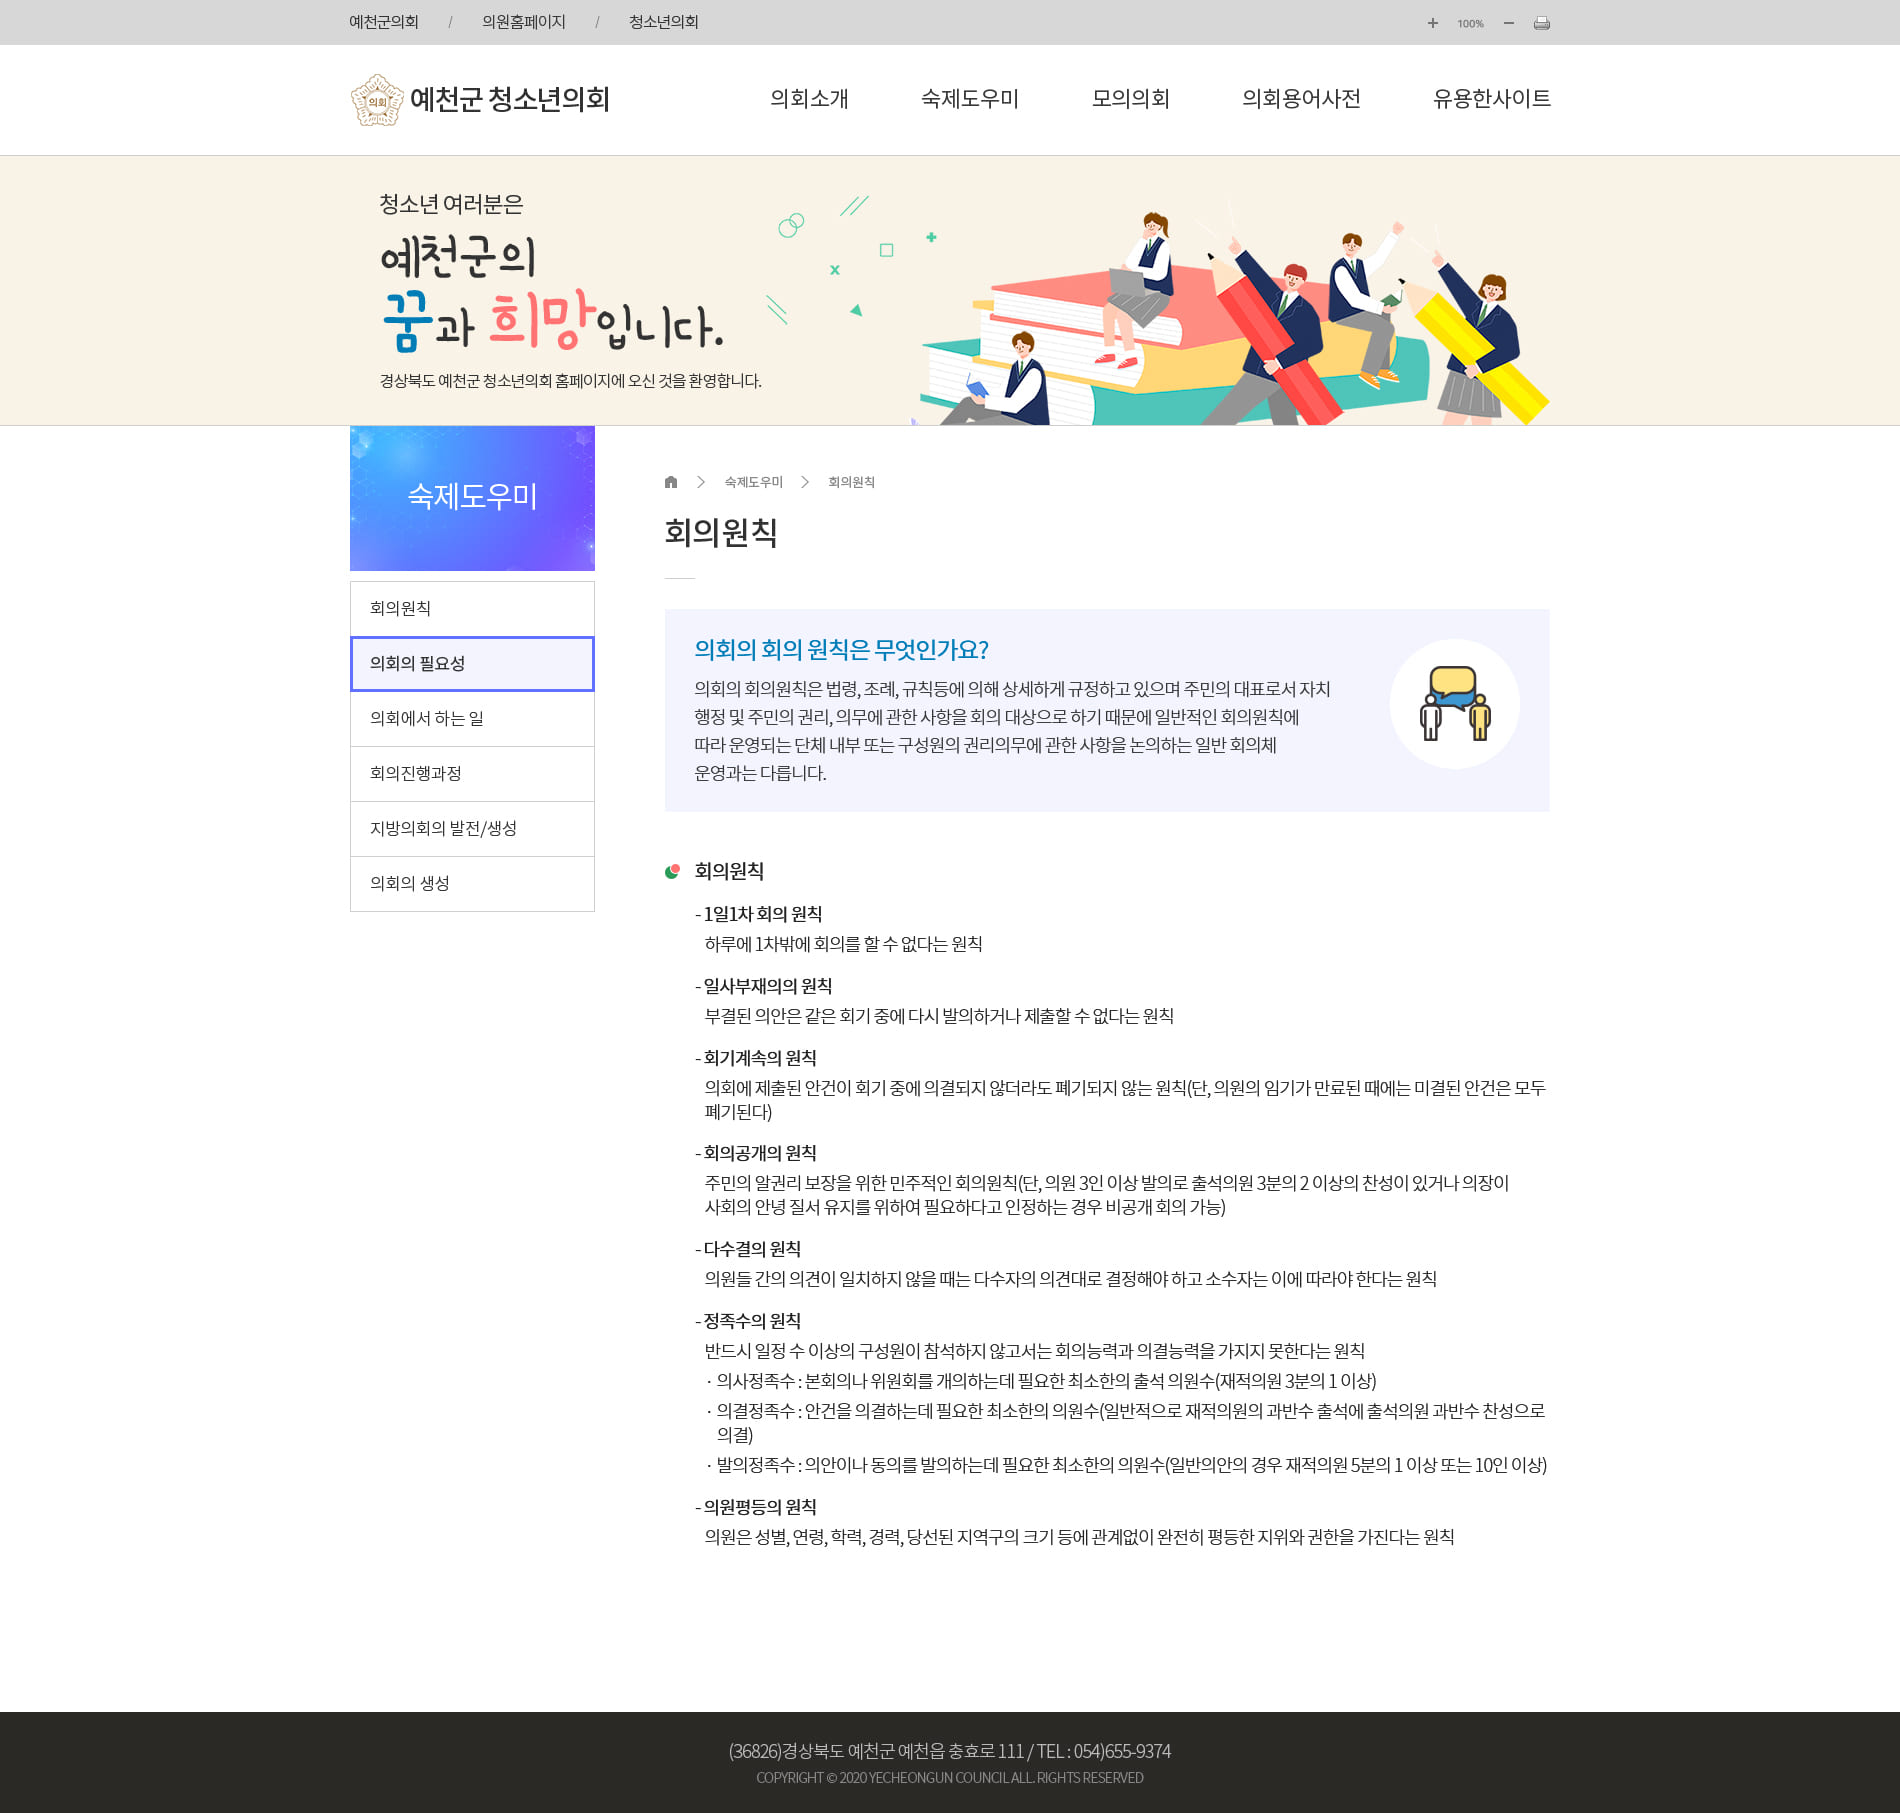 예천군의회 / 의원홈페이지 / 청소년의회
100%
의회 예천군 청소년의회
의회소개 숙제도우미 모의의회 의회용어사전 유용한사이트
청소년 여러분은
예천군의
꿈과 희망입니다.
경상북도 예천군 청소년의회 홈페이지에 오신 것을 환영합니다.
숙제도우미
회의원칙
의회의 필요성
의회에서 하는 일
회의진행과정
지방의회의 발전/생성
의회의 생성
숙제도우미 회의원칙
회의원칙
의회의 회의 원칙은 무엇인가요?
의회의 회의원칙은 법령, 조례, 규칙등에 의해 상세하게 규정하고 있으며 주민의 대표로서 자치
행정 및 주민의 권리, 의무에 관한 사항을 회의 대상으로 하기 때문에 일반적인 회의원칙에
따라 운영되는 단체 내부 또는 구성원의 권리의무에 관한 사항을 논의하는 일반 회의체
운영과는 다릅니다.
회의원칙
- 1일1차 회의 원칙
하루에 1차밖에 회의를 할 수 없다는 원칙
- 일사부재의의 원칙
부결된 의안은 같은 회기 중에 다시 발의하거나 제출할 수 없다는 원칙
- 회기계속의 원칙
의회에 제출된 안건이 회기 중에 의결되지 않더라도 폐기되지 않는 원칙(단, 의원의 임기가 만료된 때에는 미결된 안건은 모두
폐기된다)
- 회의공개의 원칙
주민의 알권리 보장을 위한 민주적인 회의원칙(단, 의원 3인 이상 발의로 출석의원 3분의 2 이상의 찬성이 있거나 의장이
사회의 안녕 질서 유지를 위하여 필요하다고 인정하는 경우 비공개 회의 가능)
- 다수결의 원칙
의원들 간의 의견이 일치하지 않을 때는 다수자의 의견대로 결정해야 하고 소수자는 이에 따라야 한다는 원칙
- 정족수의 원칙
반드시 일정 수 이상의 구성원이 참석하지 않고서는 회의능력과 의결능력을 가지지 못한다는 원칙
· 의사정족수 : 본회의나 위원회를 개의하는데 필요한 최소한의 출석 의원수(재적의원 3분의 1 이상)
· 의결정족수 : 안건을 의결하는데 필요한 최소한의 의원수(일반적으로 재적의원의 과반수 출석에 출석의원 과반수 찬성으로
의결)
· 발의정족수 : 의안이나 동의를 발의하는데 필요한 최소한의 의원수(일반의안의 경우 재적의원 5분의 1 이상 또는 10인 이상)
- 의원평등의 원칙
의원은 성별, 연령, 학력, 경력, 당선된 지역구의 크기 등에 관계없이 완전히 평등한 지위와 권한을 가진다는 원칙
(36826)경상북도 예천군 예천읍 충효로 111 / TEL : 054)655-9374
COPYRIGHT © 2020 YECHEONGUN COUNCIL ALL. RIGHTS RESERVED